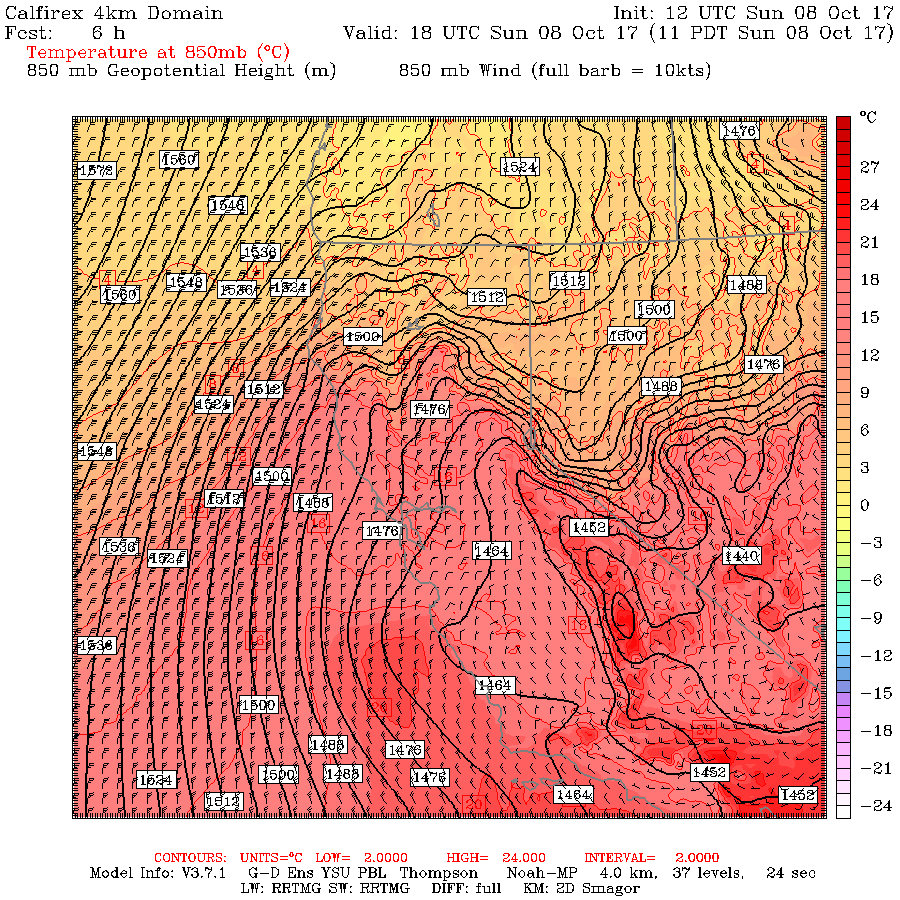 Calfirex 4km Domain Init: 12 UTC Sun 08 Oct 17
Fcst: 6 h Valid: 18 UTC Sun 08 Oct 17 (11 PDT Sun 08 Oct 17)
Temperature at 850mb (°C)
850 mb Geopotential Height (m) 850 mb Wind (full barb = 10kts)
°C
1476
1560 1524
1572 27
1548 24
1536 21
1548 1512 1488 18
1560 1536 1524 1512
1500 15
1500 1500
1476 12
1512 1488 9
1524 1476
6
1548
1500 3
1512 1488 0
1476 1452
1536 1524 1464 1440 -3
-6
-9
1536 -12
1464 -15
1500 -18
1488 1476
1524 1500 1488 1476 1452 -21
1512 1464 1452 -24
CONTOURS: UNITS=°C LOW= 2.0000 HIGH= 24.000 INTERVAL= 2.0000
Model Info: V3.7.1 G-D Ens YSU PBL Thompson Noah-MP 4.0 km, 37 levels, 24 sec
LW: RRTMG SW: RRTMG DIFF: full KM: 2D Smagor